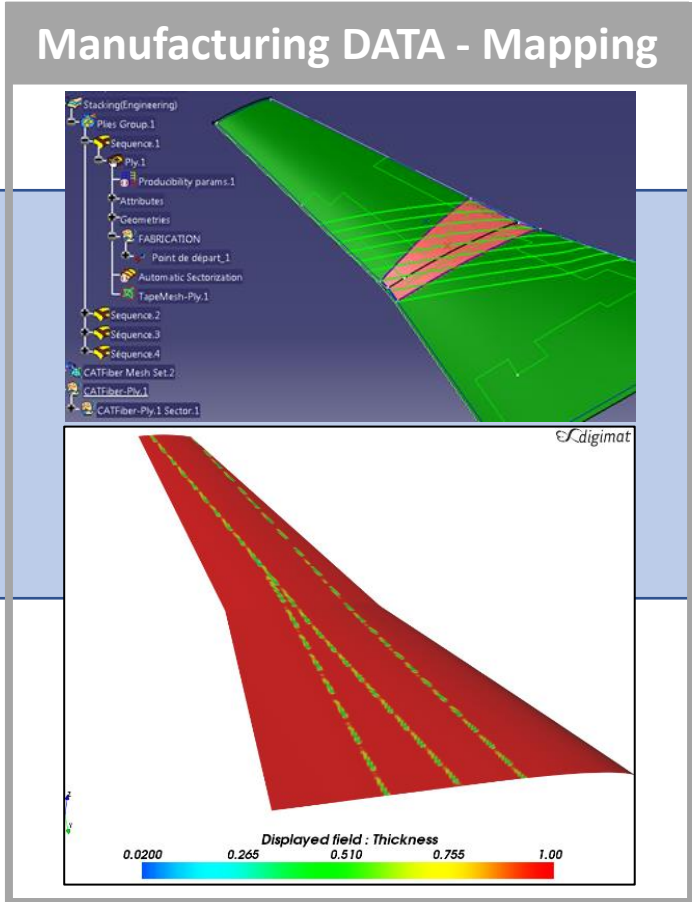 Manufacturing DATA - Mapping
Stacking(Engineering)
Plies Group.1
Sequence.1
Ply.1
Producibility params.1
Attributes
Geometries
FABRICATION
Point de départ_1
Automatic Sectorization
TapeMesh-Ply.1
Sequence.2
Séquence.3
Séquence.4
CATFiber Mesh Set.2
CATFiber-Ply.1
CATFiber-Ply.1 Sector.1
digimat
Z
Y
Displayed field : Thickness
0.0200 0.265 0.510 0.755 1.00